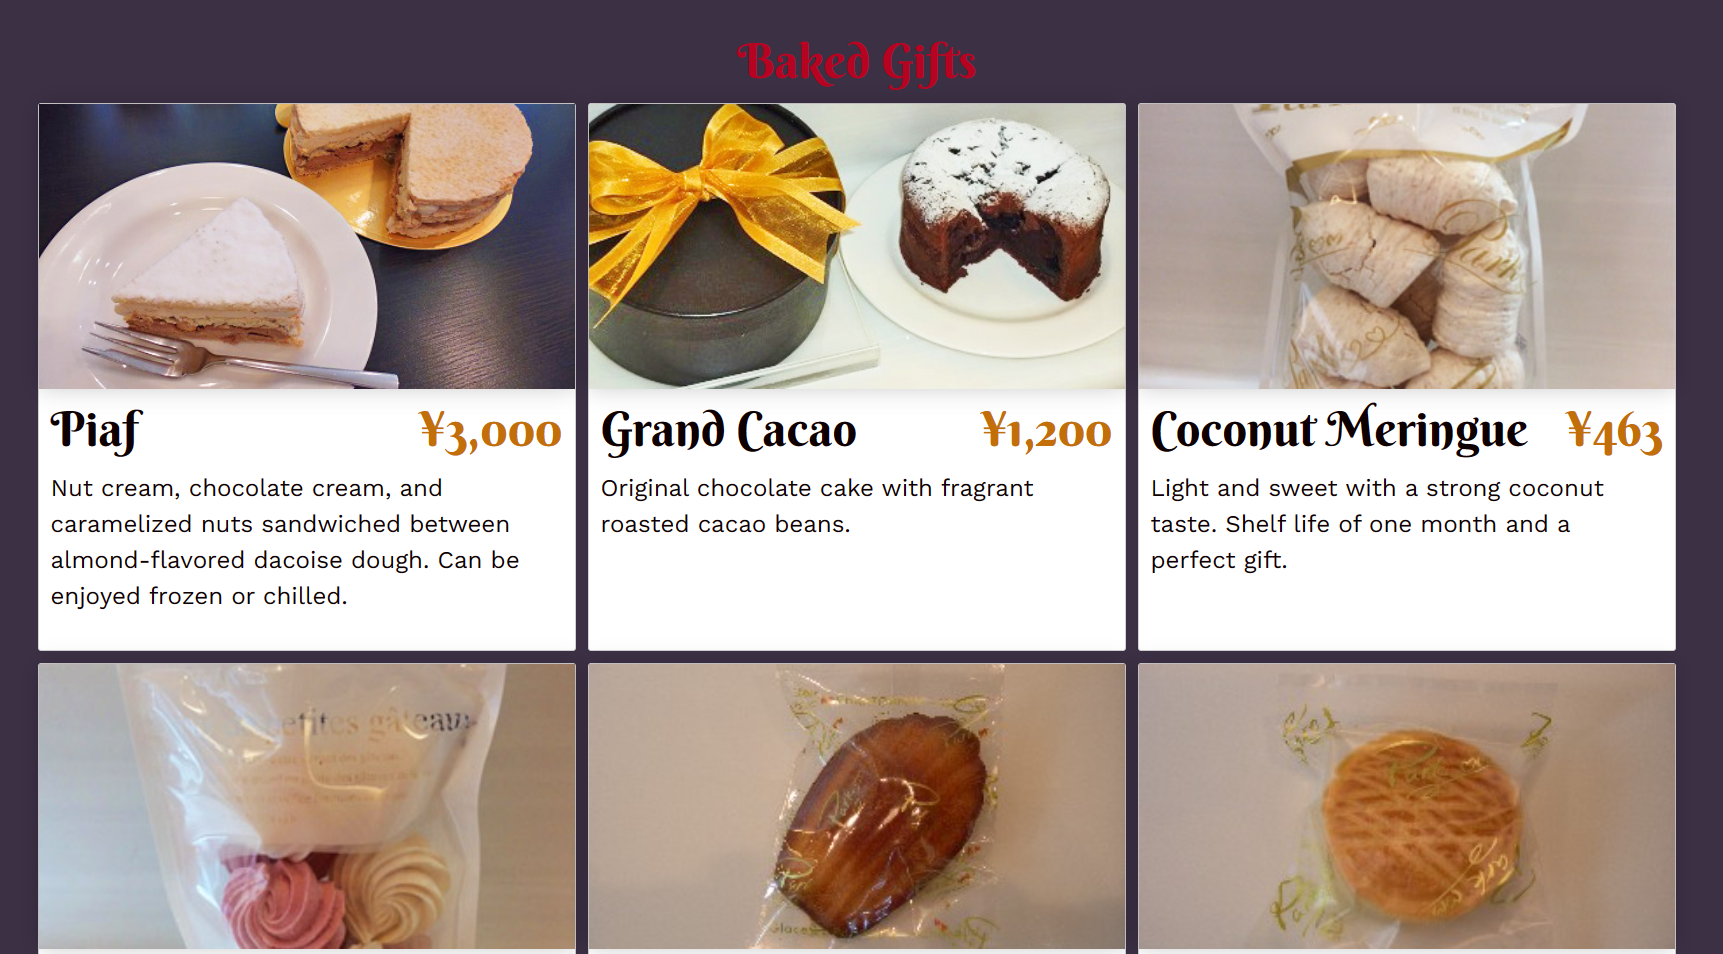 Baked Gifts
Piaf
¥3,000
Nut cream, chocolate cream, and
caramelized nuts sandwiched between
almond-flavored dacoise dough. Can be
enjoyed frozen or chilled.
Grand Cacao
¥1,200
Original chocolate cake with fragrant
roasted cacao beans.
Coconut Meringue
¥463
Light and sweet with a strong coconut
taste. Shelf life of one month and a
perfect gift.
petites gâteaux
Park